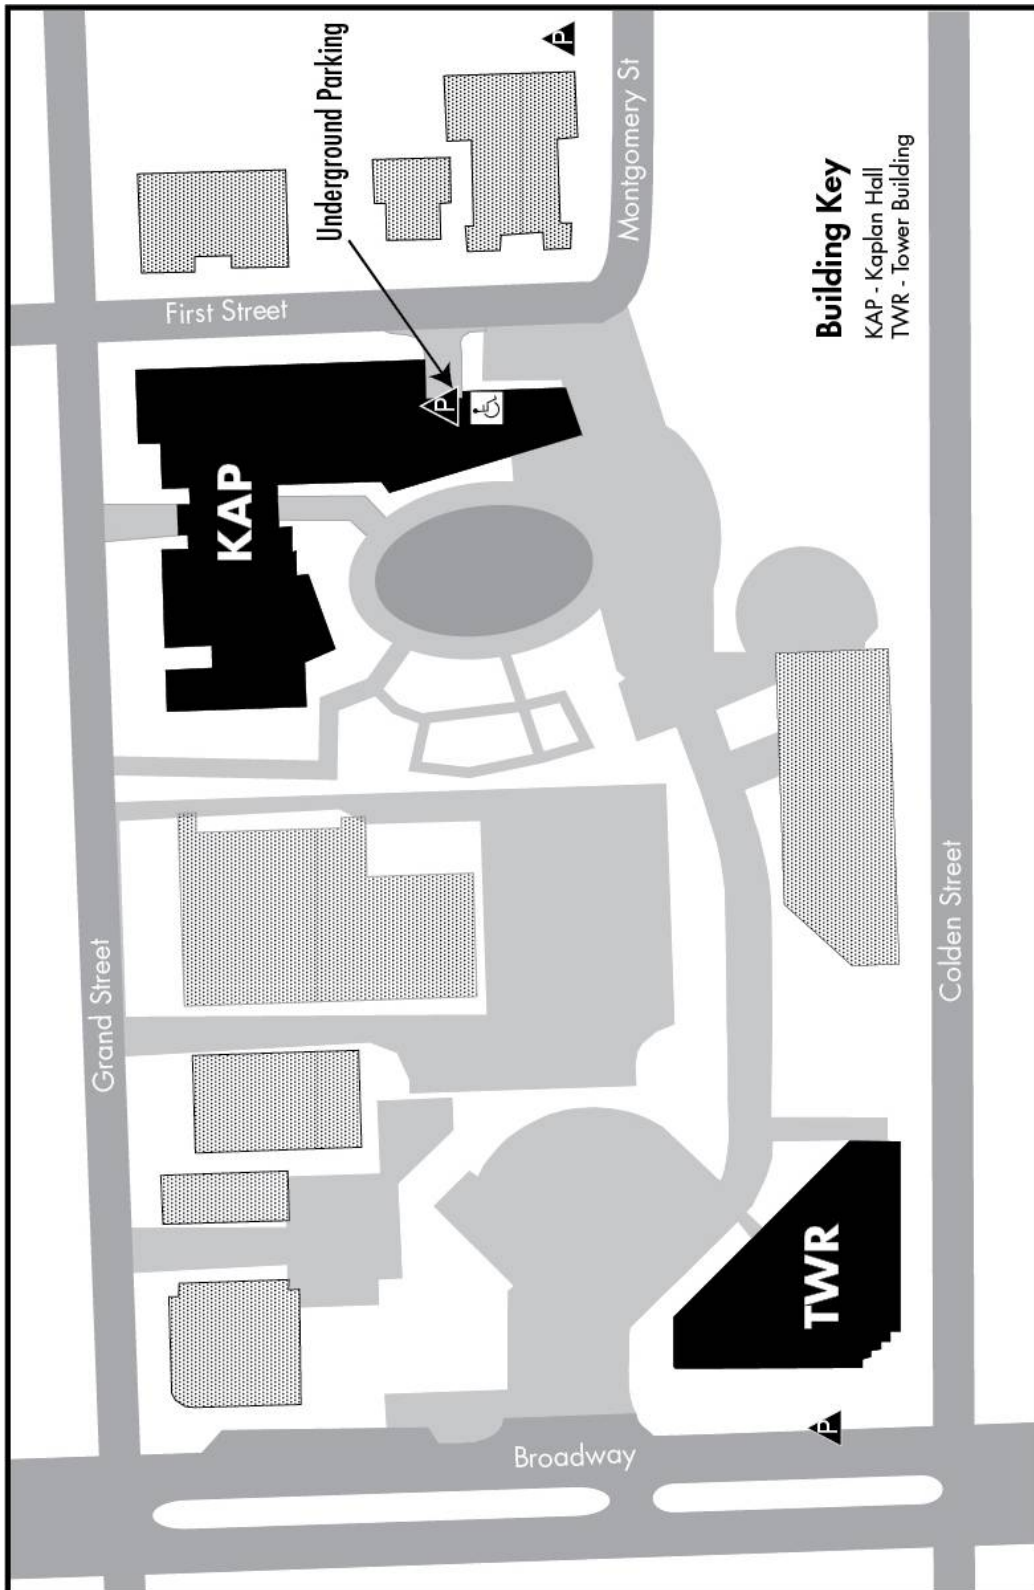 P
Underground Parking
Montgomery St
First Street
Building Key
KAP - Kaplan Hall
TWR - Tower Building
P
KAP
Grand Street
Colden Street
TWR
P
Broadway